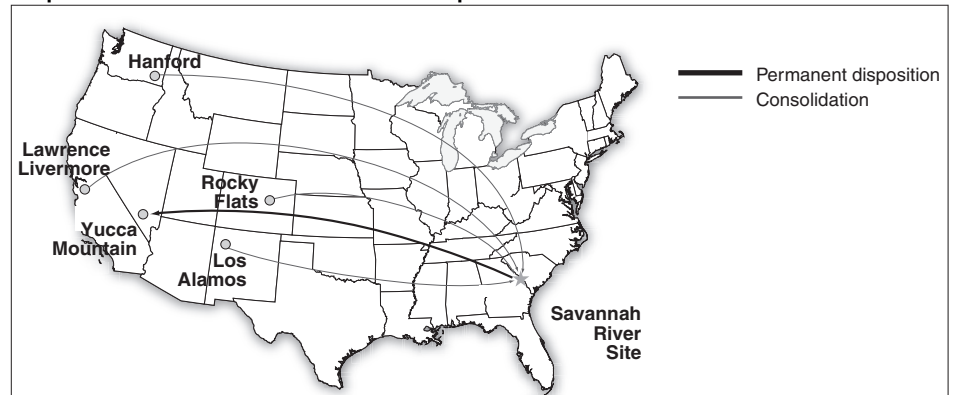 Hanford
Permanent disposition
Consolidation
Lawrence
Livermore
Rocky
Flats
Yucca
Mountain
Los
Alamos
Savannah
River
Site